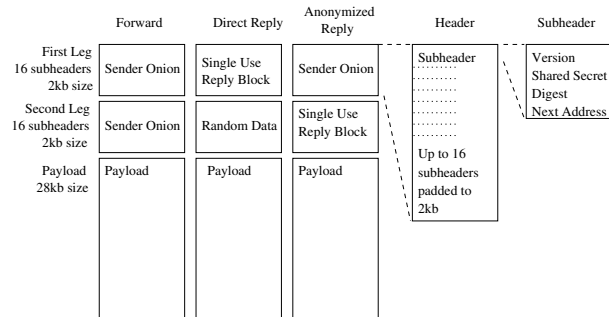 Forward
Direct Reply
Anonymized
Reply
Header
Subheader
First Leg
16 subheaders
2kb size
Sender Onion
Single Use
Reply Block
Sender Onion
Subheader
Up to 16
subheaders
padded to
2kb
Version
Shared Secret
Digest
Next Address
Second Leg
16 subheaders
2kb size
Sender Onion
Random Data
Single Use
Reply Block
Payload
28kb size
Payload
Payload
Payload